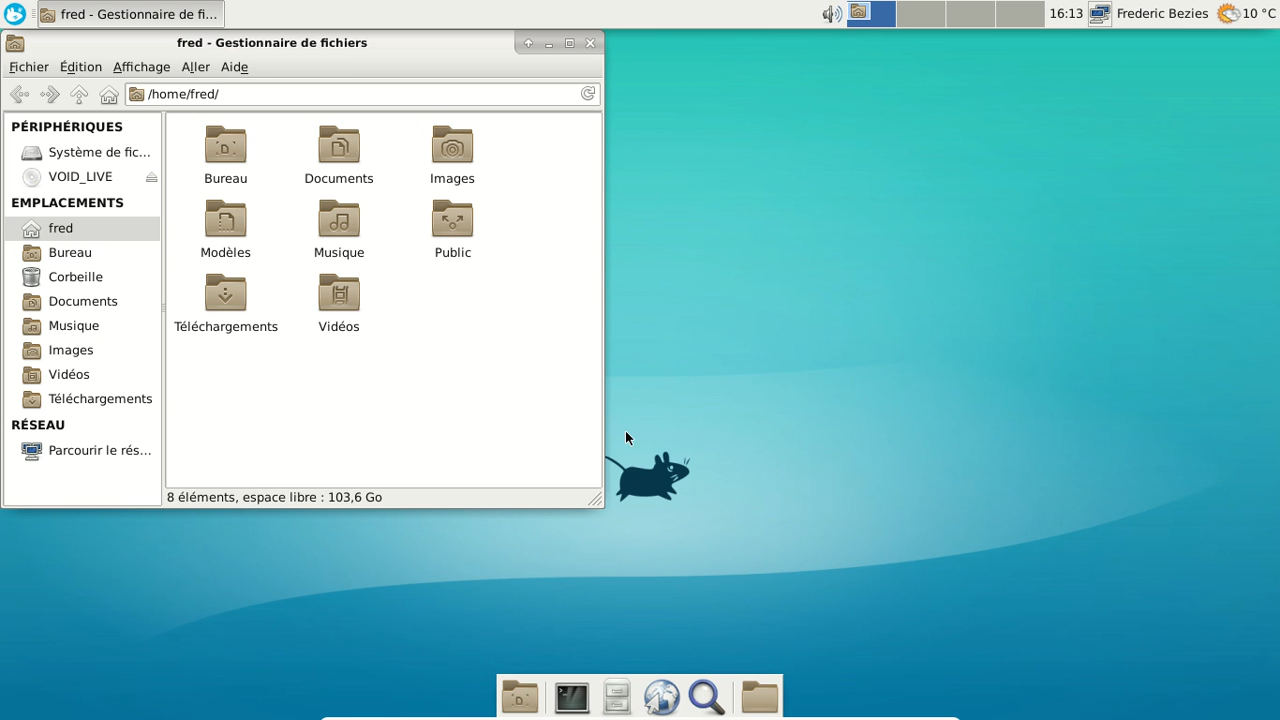 fred - Gestionnaire de fi...
16:13
Frederic Bezies
10 °C
fred - Gestionnaire de fichiers
Fichier Édition Affichage Aller Aide
/home/fred/
PÉRIPHÉRIQUES
Système de fic...
VOID_LIVE
EMPLACEMENTS
fred
Bureau
Corbeille
Documents
Musique
Images
Vidéos
Téléchargements
RÉSEAU
Parcourir le rés...
Bureau Documents Images
Modèles Musique Public
Téléchargements Vidéos
8 éléments, espace libre : 103,6 Go